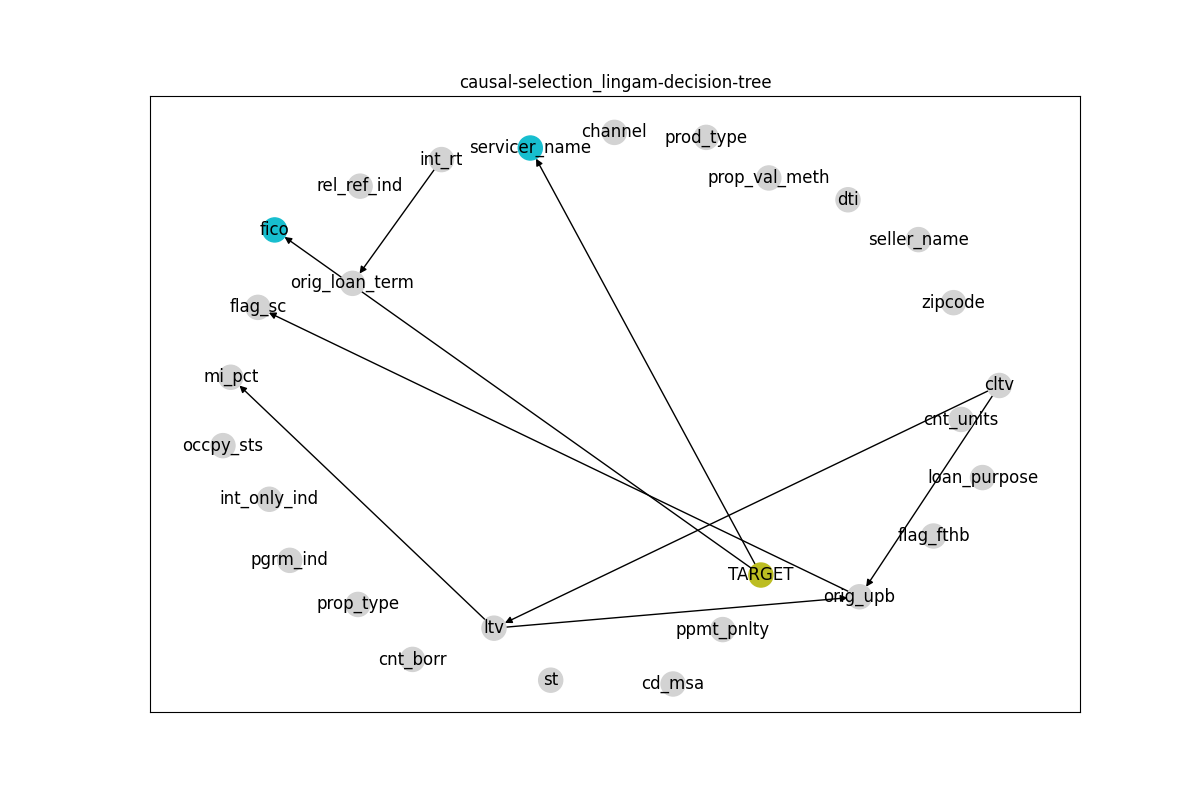 causal-selection_lingam-decision-tree
channel
prod_type
servicer_name
int_rt
prop_val_meth
rel_ref_ind
dti
fico
seller_name
orig_loan_term
zipcode
flag_sc
mi_pct
cltv
cnt_units
occpy_sts
loan_purpose
int_only_ind
flag_fthb
pgrm_ind
TARGET
orig_upb
prop_type
ltv
ppmt_pnlty
cnt_borr
st
cd_msa